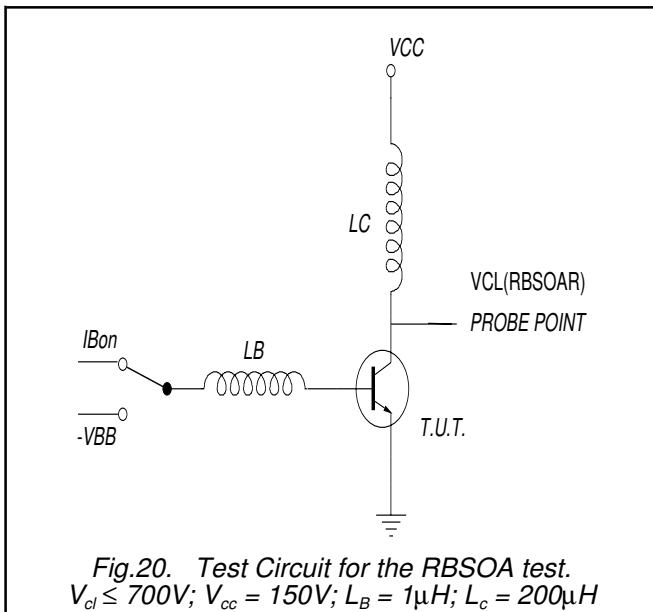 VCC
LC
VCL(RBSOAR)
PROBE POINT
IBon
LB
-VBB
T.U.T.
Fig.20. Test Circuit for the RBSOA test.
Vcl ≤ 700V; Vcc = 150V; LB = 1μH; Lc = 200μH